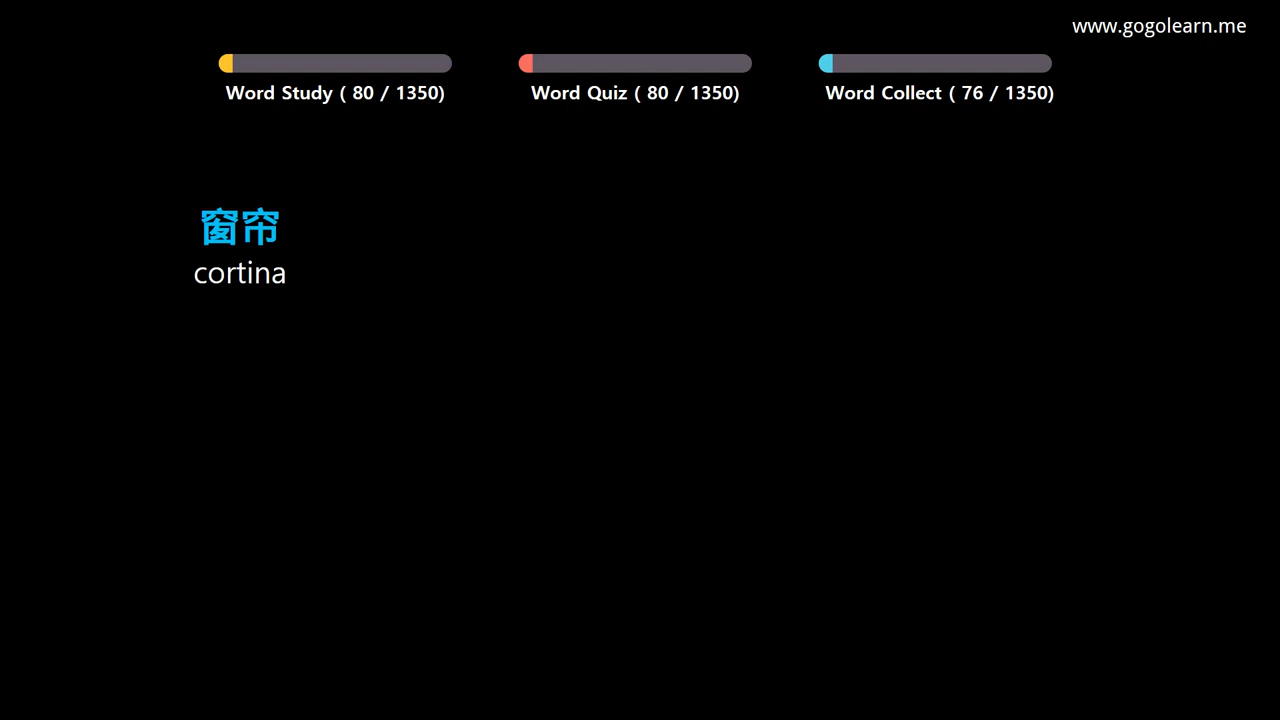 www.gogolearn.me
Word Study ( 80 / 1350)
Word Quiz ( 80 / 1350)
Word Collect ( 76 / 1350)
窗帘
cortina